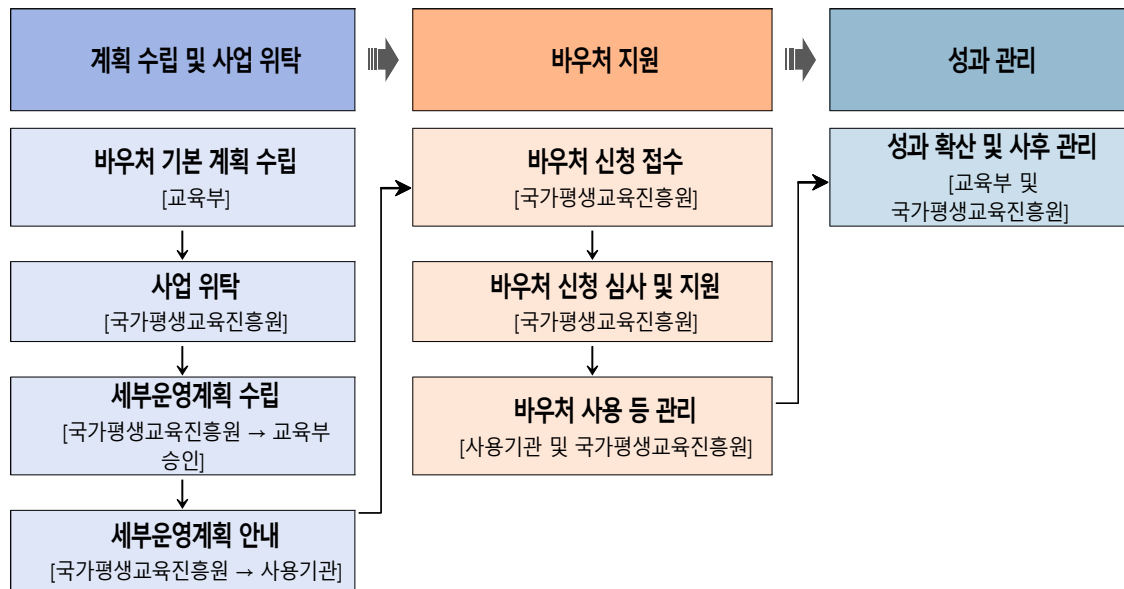 계획 수립 및 사업 위탁
바우처 지원
성과 관리
바우처 기본 계획 수립
[교육부]
사업 위탁
[국가평생교육진흥원]
세부운영계획 수립
[국가평생교육진흥원 → 교육부
승인]
세부운영계획 안내
[국가평생교육진흥원 → 사용기관]
바우처 신청 접수
[국가평생교육진흥원]
바우처 신청 심사 및 지원
[국가평생교육진흥원]
바우처 사용 등 관리
[사용기관 및 국가평생교육진흥원]
성과 확산 및 사후 관리
[교육부 및
국가평생교육진흥원]